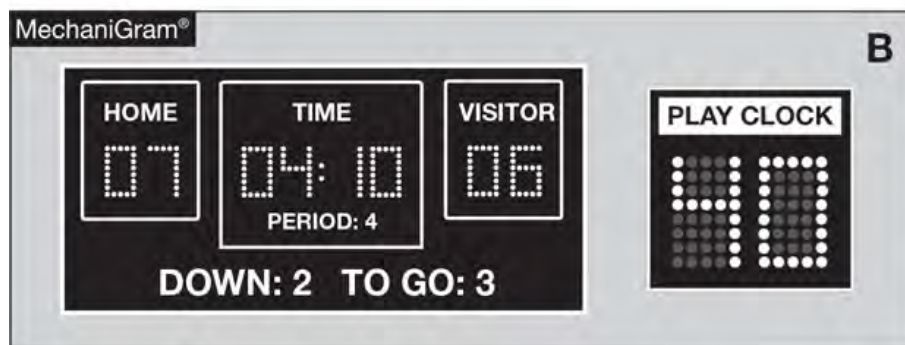 MechaniGram®
B
HOME
07
TIME
04:10
PERIOD: 4
VISITOR
06
DOWN: 2 TO GO: 3
PLAY CLOCK
40